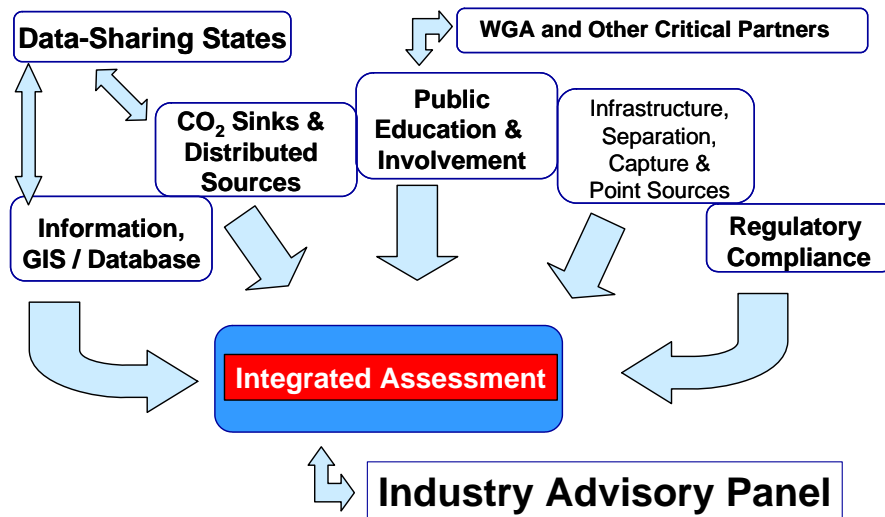 Data-Sharing States
WGA and Other Critical Partners
CO₂ Sinks &
Distributed
Sources
Public
Education &
Involvement
Infrastructure,
Separation,
Capture &
Point Sources
Information,
GIS / Database
Regulatory
Compliance
Integrated Assessment
Industry Advisory Panel